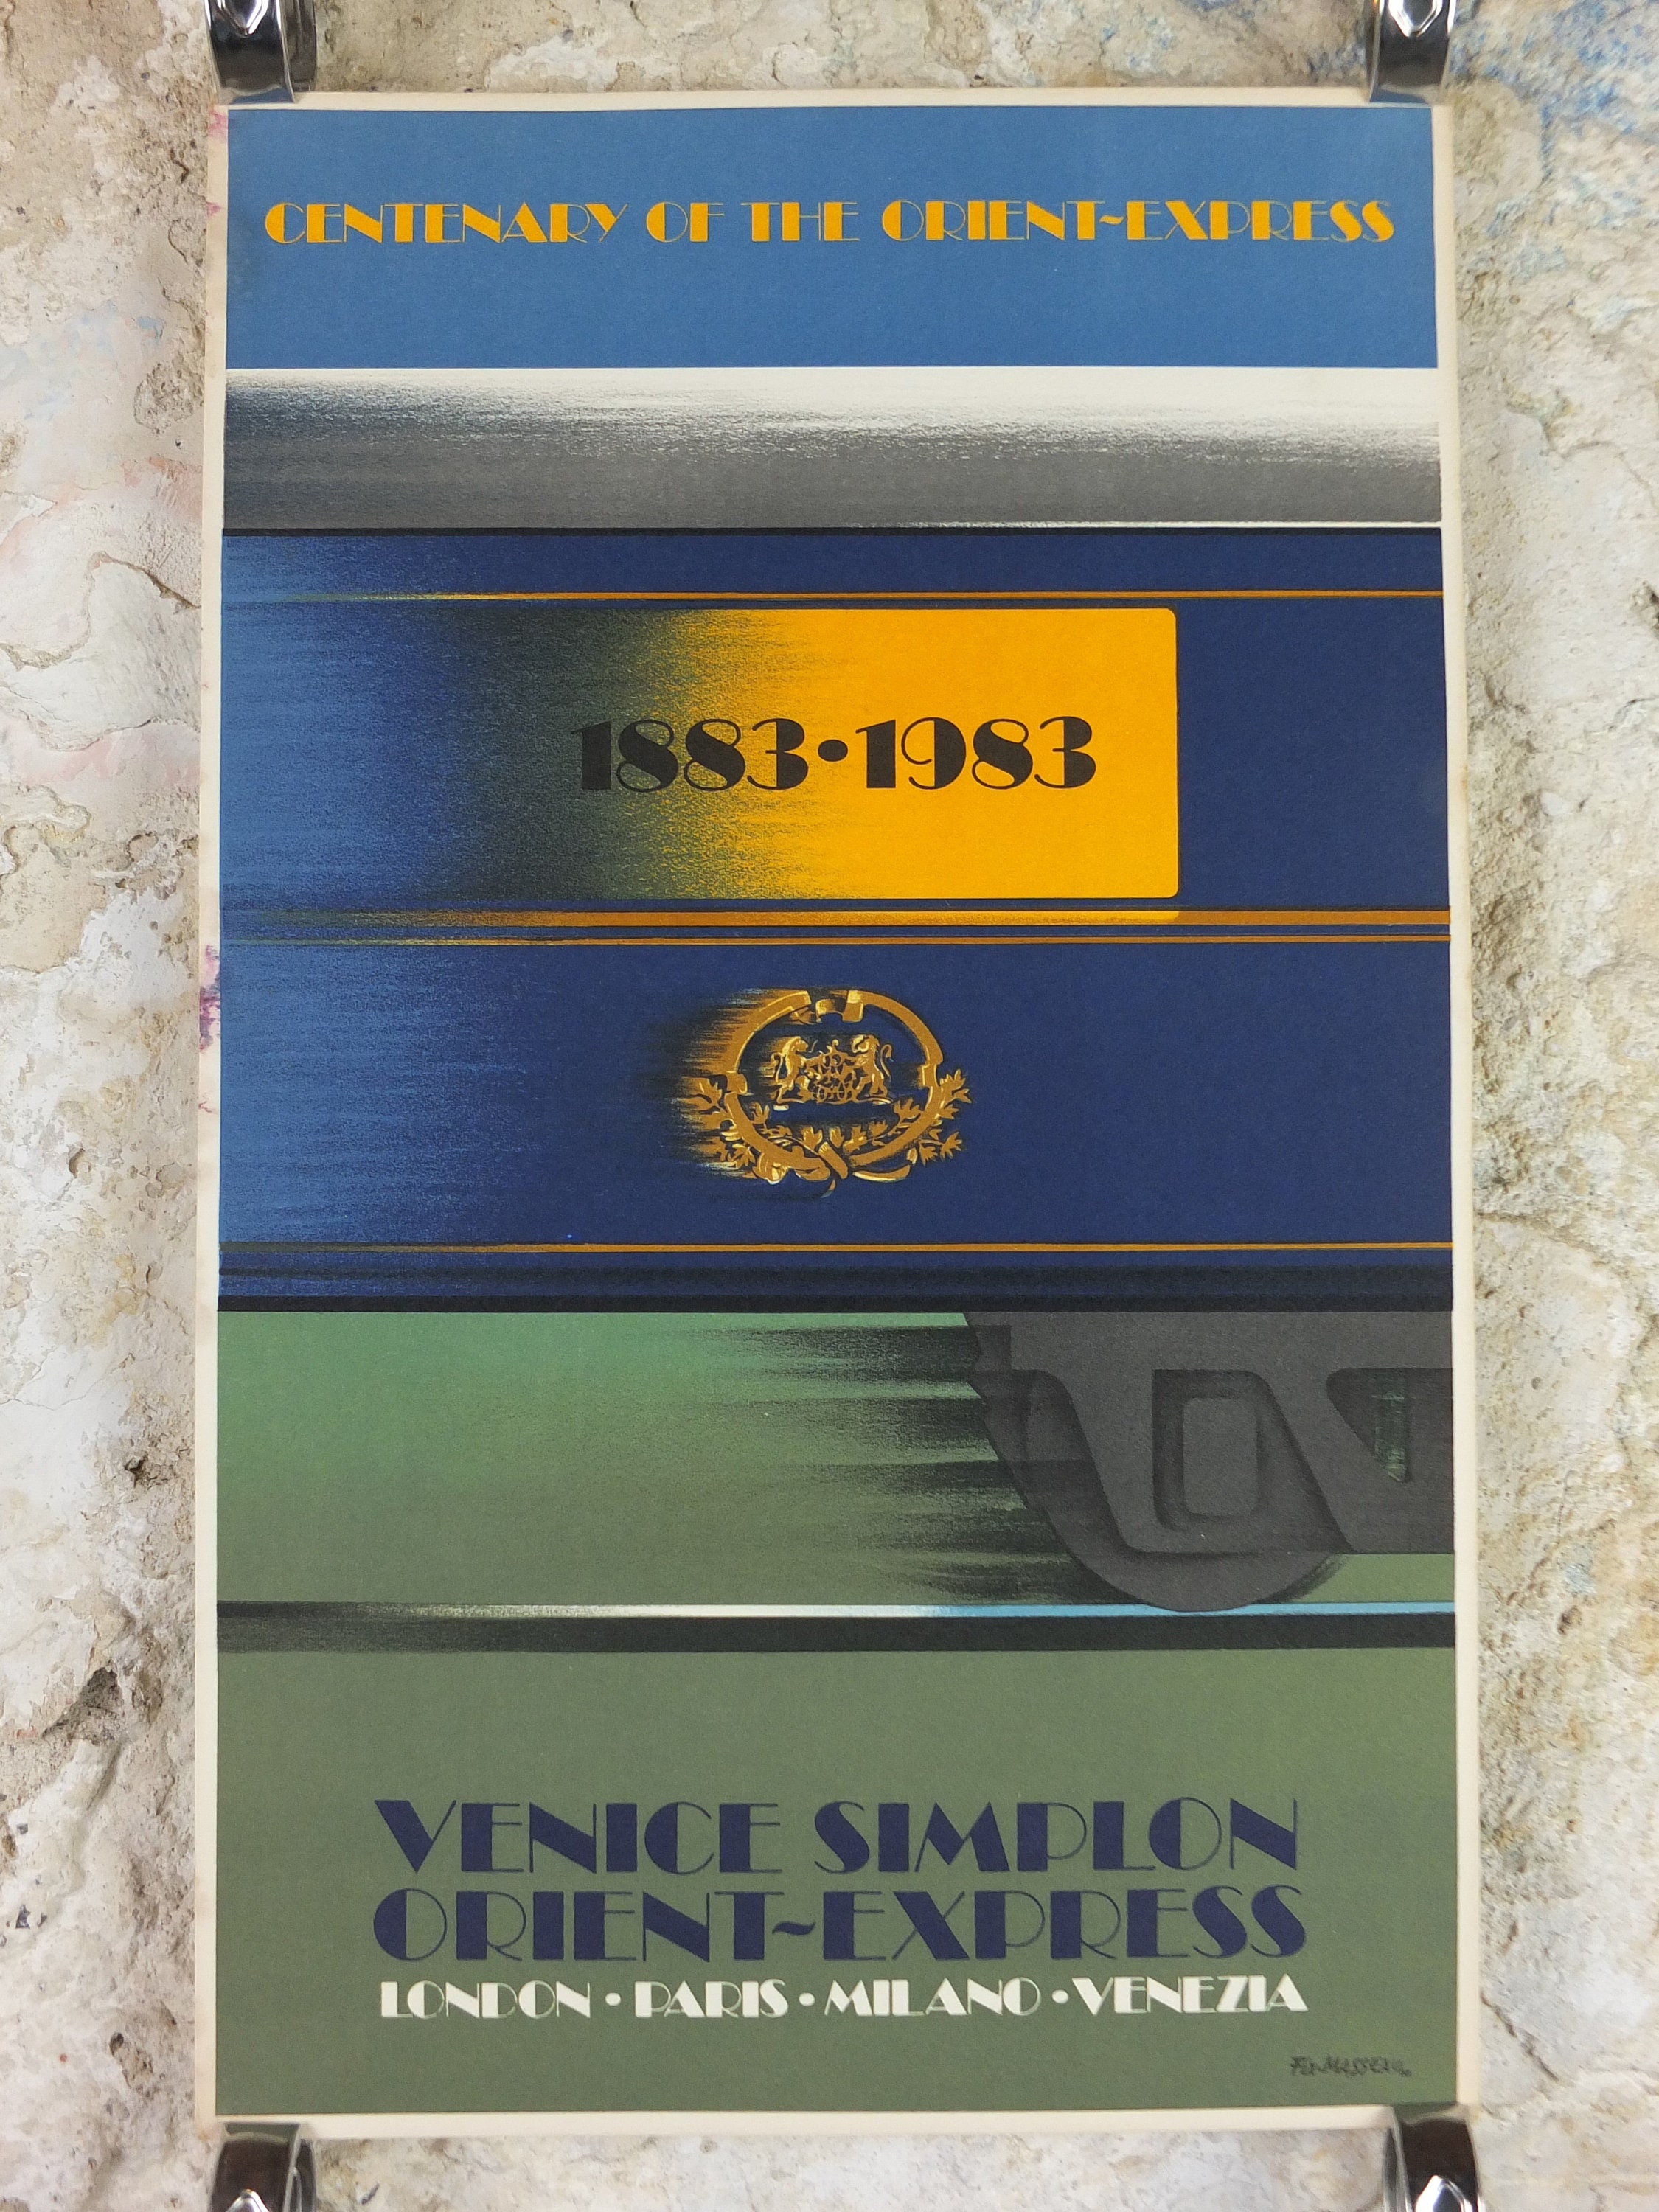 CENTENARY OF THE ORIENT~EXPRESS
1883•1983
VENICE SIMPLON
ORIENT~EXPRESS
LONDON • PARIS • MILANO • VENEZIA